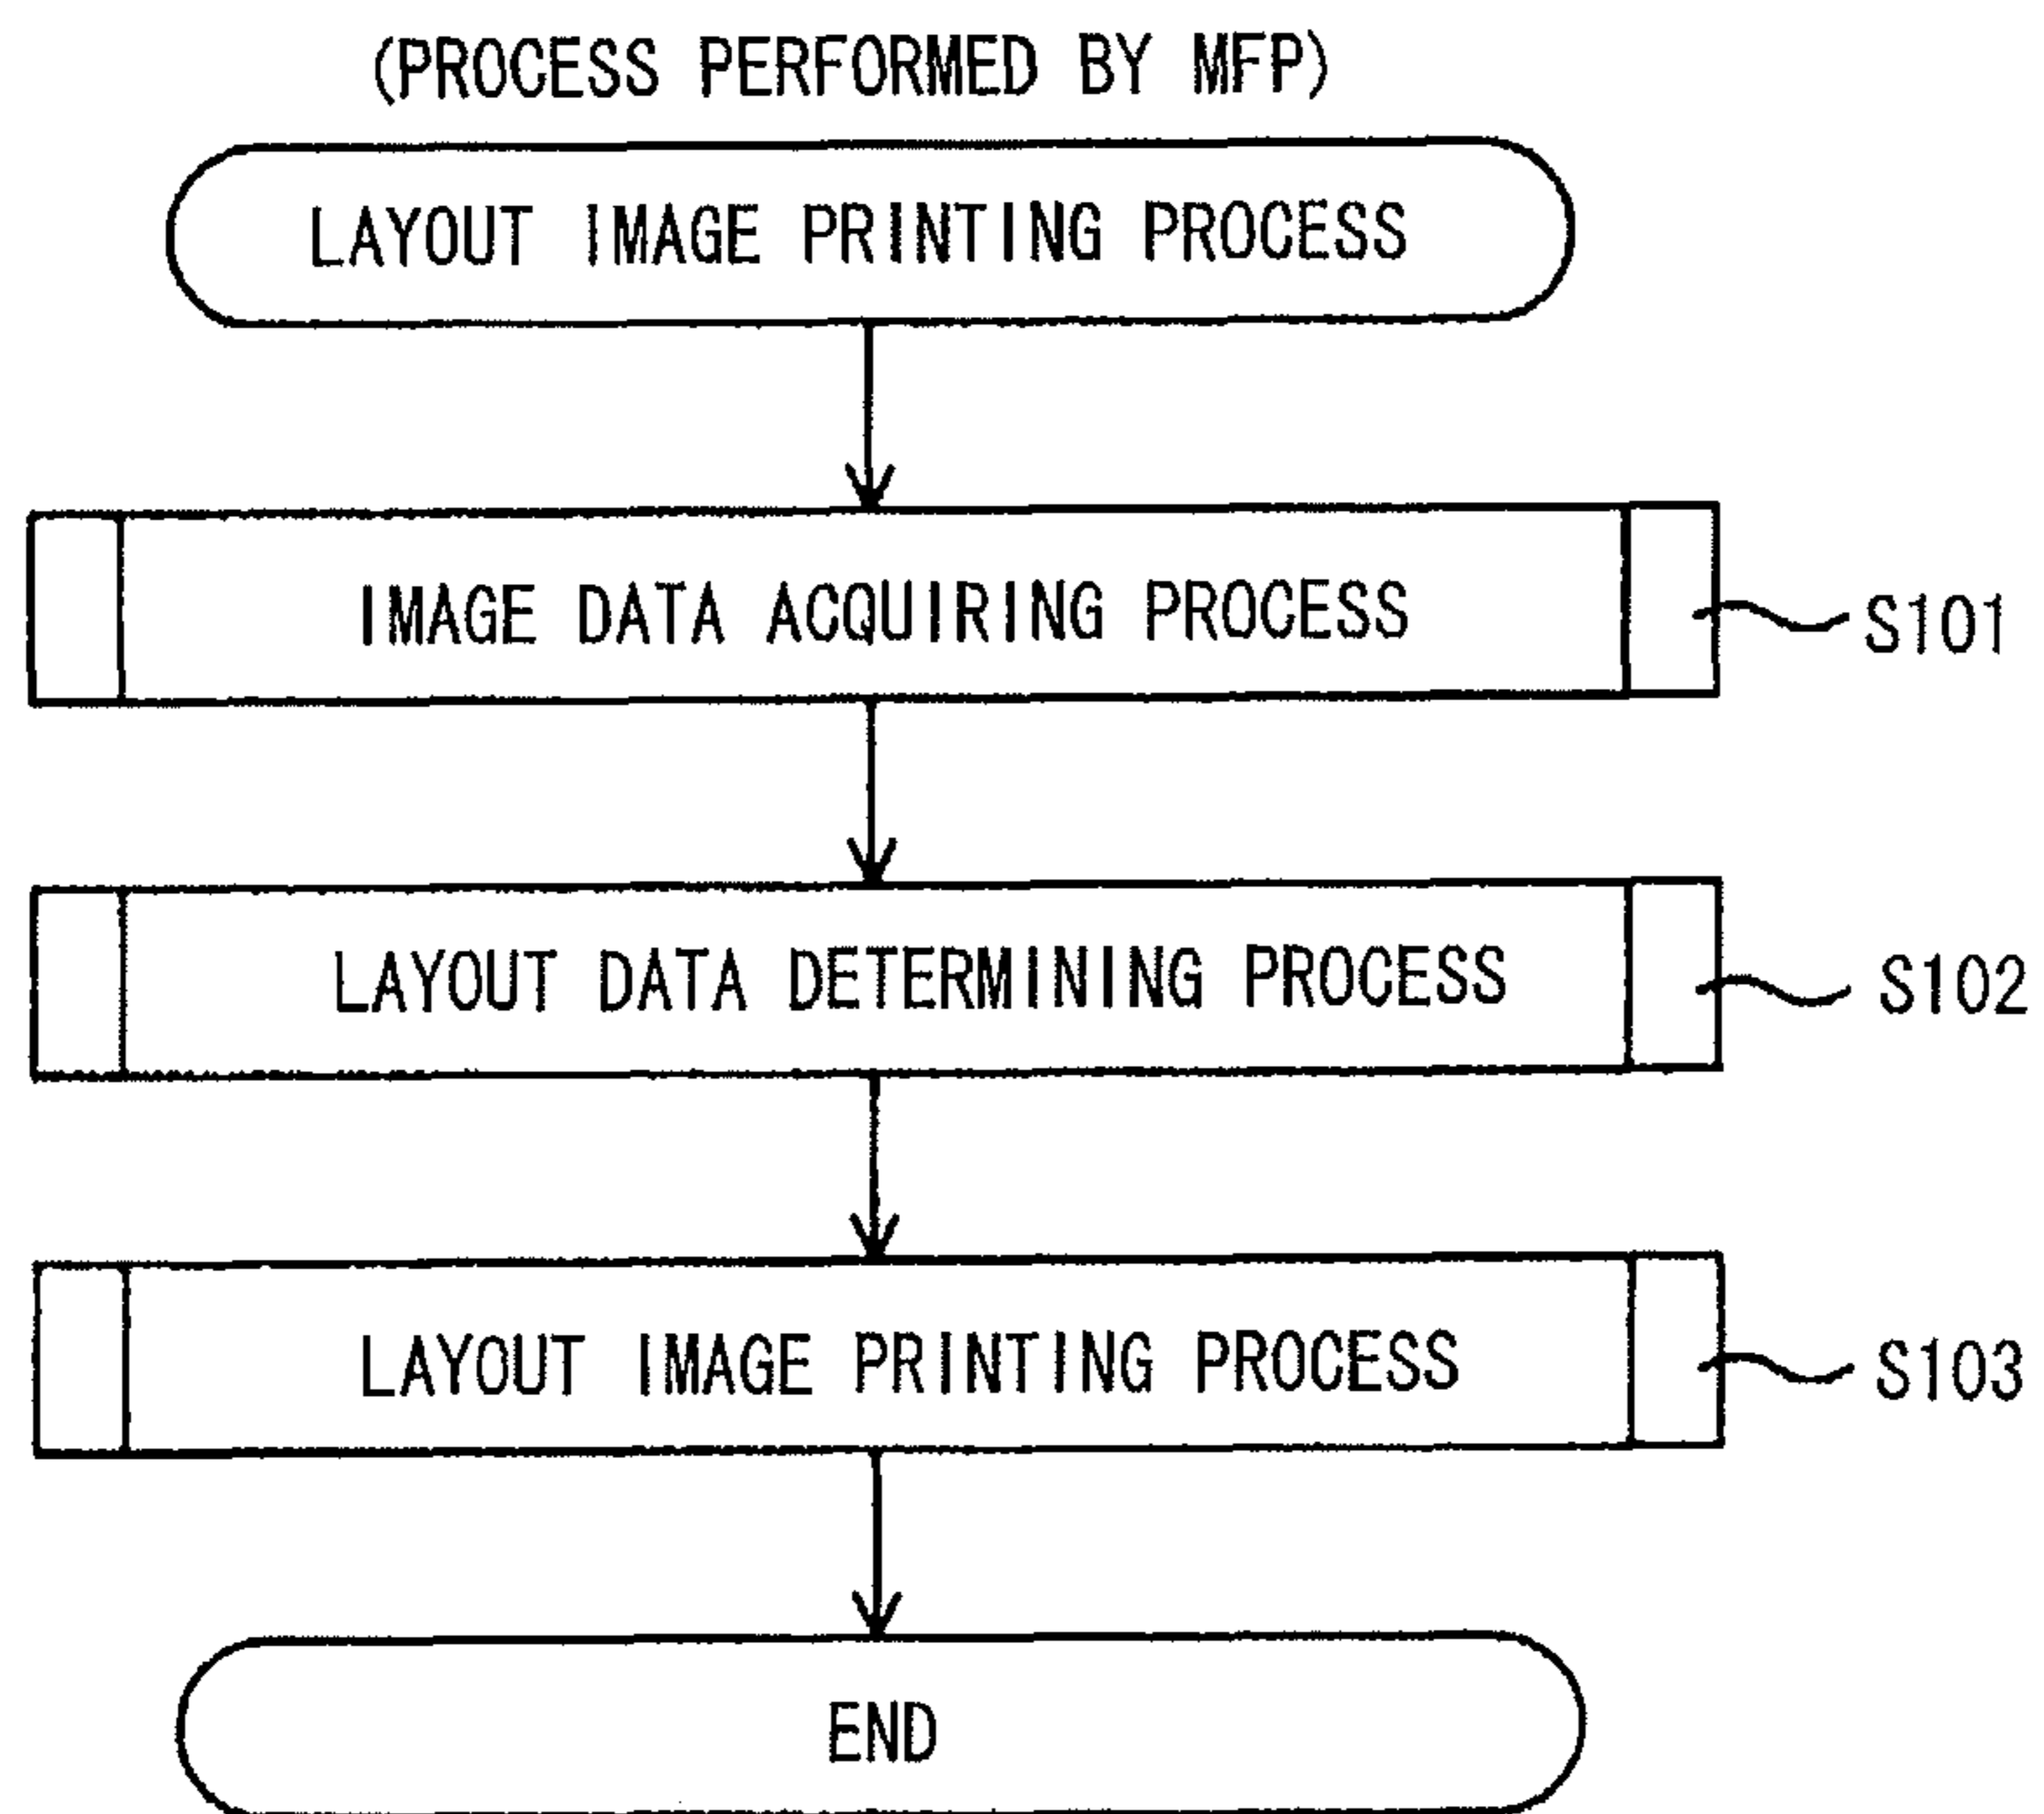 (PROCESS PERFORMED BY MFP)
LAYOUT IMAGE PRINTING PROCESS
IMAGE DATA ACQUIRING PROCESS
S101
LAYOUT DATA DETERMINING PROCESS
S102
LAYOUT IMAGE PRINTING PROCESS
S103
END